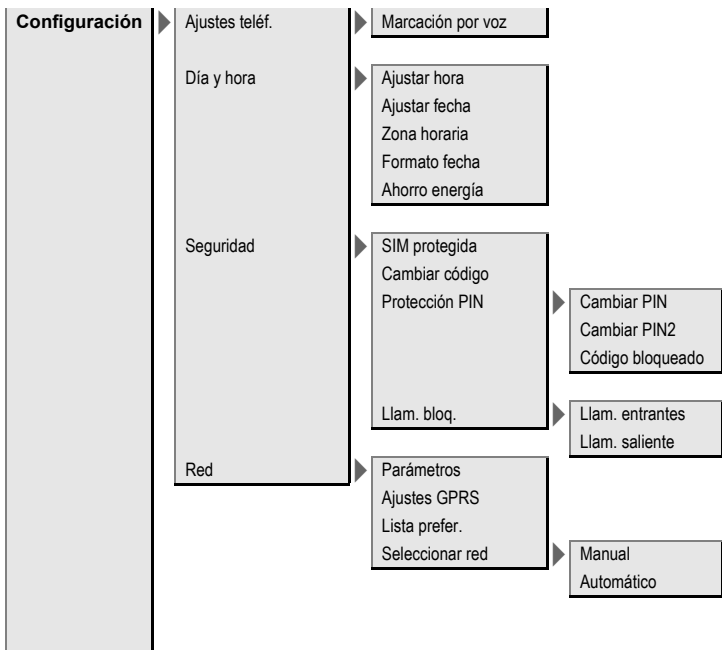 Configuración
Ajustes teléf.
Marcación por voz
Día y hora
Ajustar hora
Ajustar fecha
Zona horaria
Formato fecha
Ahorro energía
Seguridad
SIM protegida
Cambiar código
Protección PIN
Cambiar PIN
Cambiar PIN2
Código bloqueado
Llam. bloq.
Llam. entrantes
Llam. saliente
Red
Parámetros
Ajustes GPRS
Lista prefer.
Seleccionar red
Manual
Automático